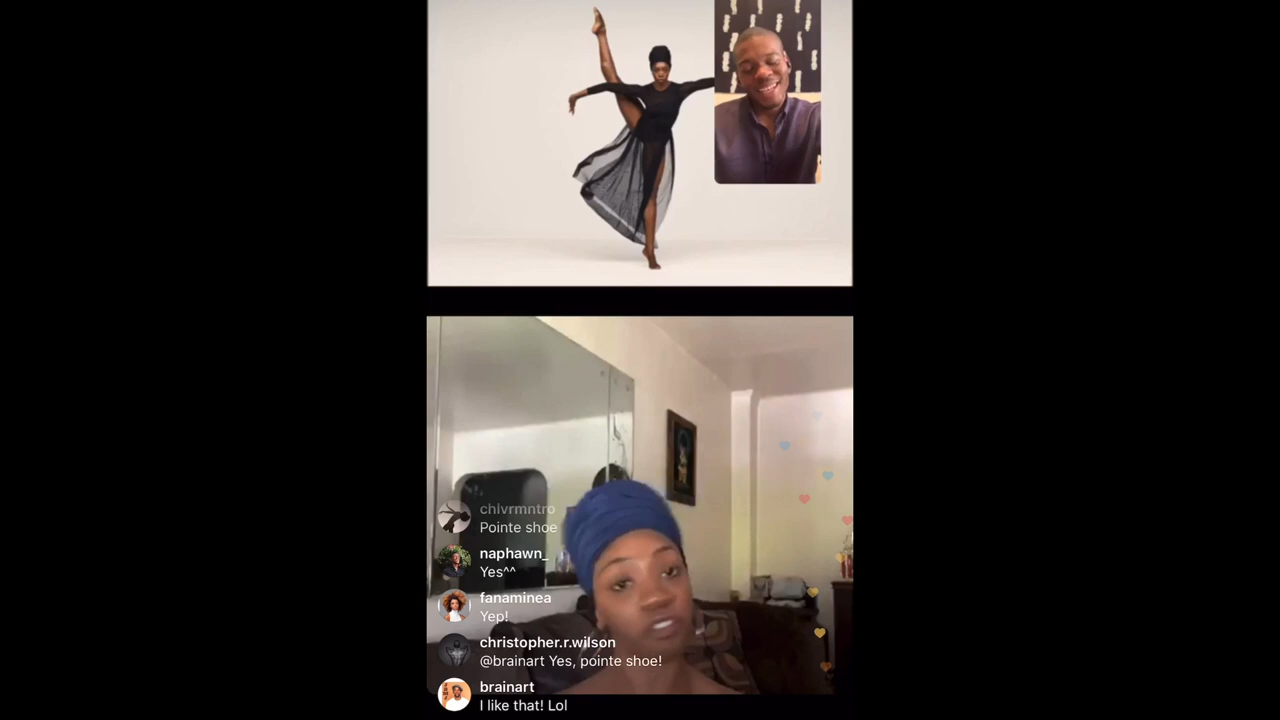 chlvrmntro
Pointe shoe
naphawn_
Yes^^
fanaminea
Yep!
christopher.r.wilson
@brainart Yes, pointe shoe!
brainart
I like that! Lol